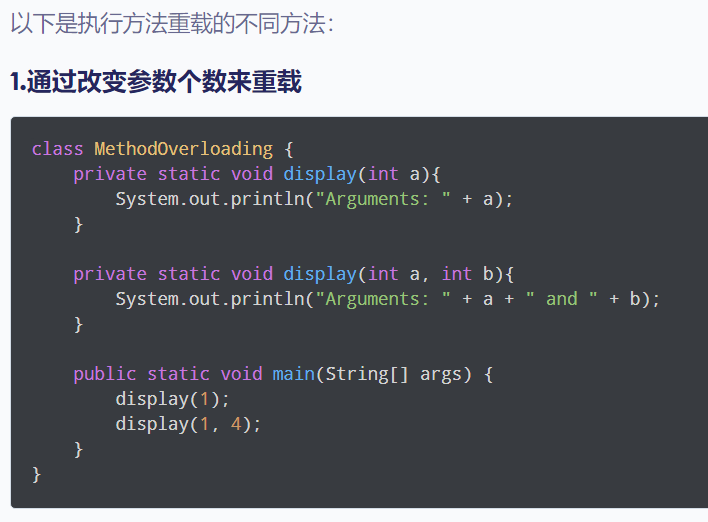 以下是执行方法重载的不同方法：
1.通过改变参数个数来重载
class MethodOverloading {
    private static void display(int a){
        System.out.println("Arguments: " + a);
    }

    private static void display(int a, int b){
        System.out.println("Arguments: " + a + " and " + b);
    }

    public static void main(String[] args) {
        display(1);
        display(1, 4);
    }
}